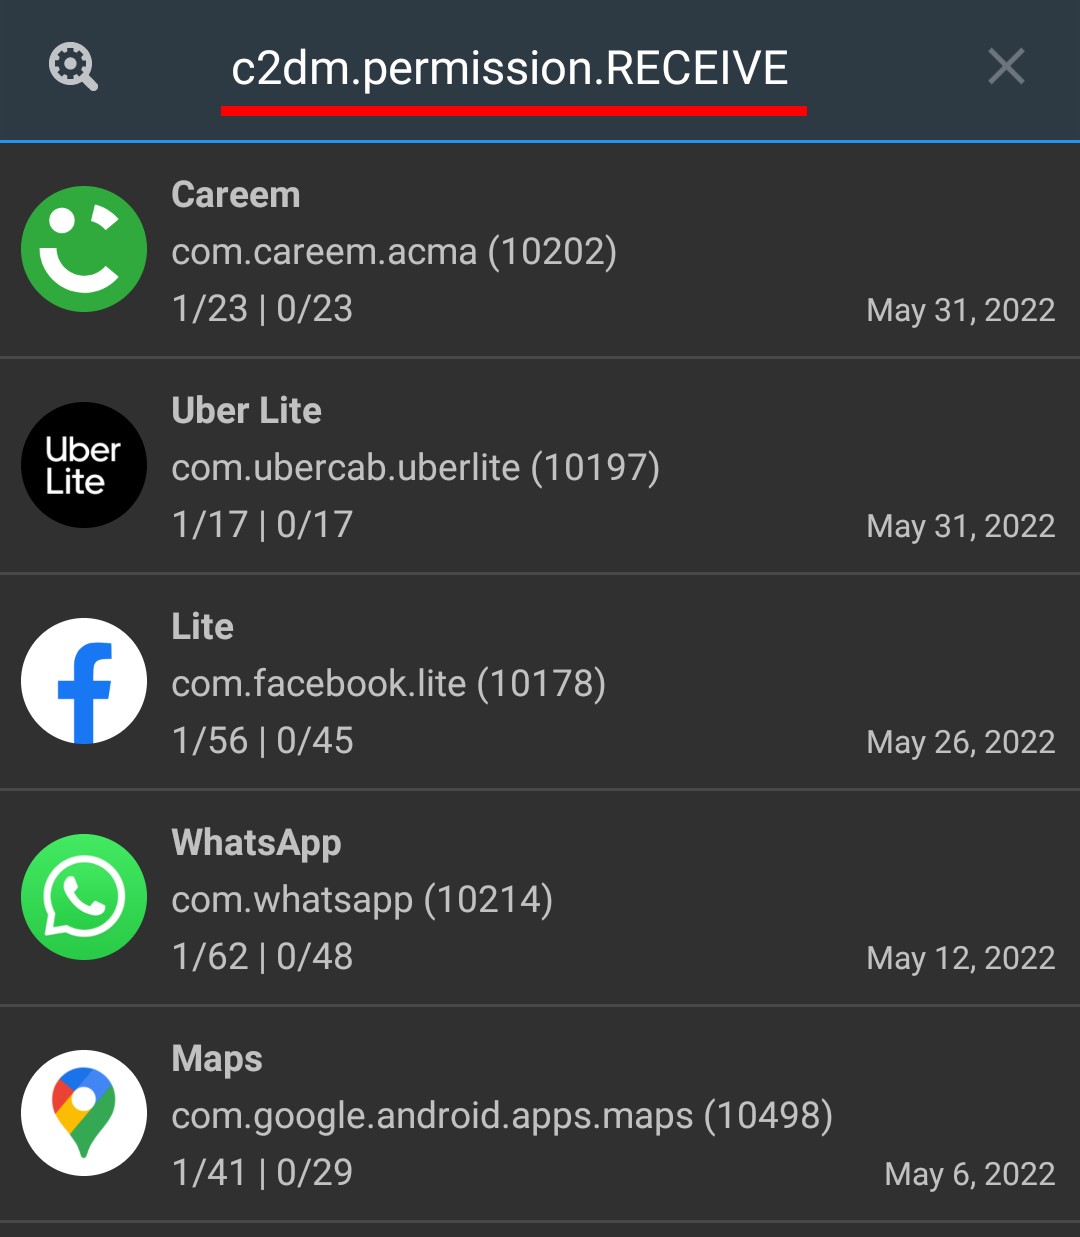 c2dm.permission.RECEIVE
Careem
com.careem.acma (10202)
1/23 | 0/23
May 31, 2022
Uber
Lite
Uber Lite
com.ubercab.uberlite (10197)
1/17 | 0/17
May 31, 2022
Lite
com.facebook.lite (10178)
1/56 | 0/45
May 26, 2022
WhatsApp
com.whatsapp (10214)
1/62 | 0/48
May 12, 2022
Maps
com.google.android.apps.maps (10498)
1/41 | 0/29
May 6, 2022